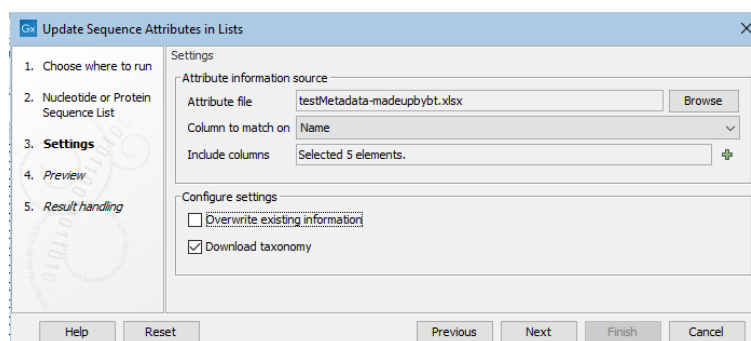 Gx Update Sequence Attributes in Lists
1. Choose where to run
2. Nucleotide or Protein
Sequence List
3. Settings
4. Preview
5. Result handling
Settings
Attribute information source
Attribute file testMetadata-madeupbybt.xlsx Browse
Column to match on Name
Include columns Selected 5 elements.
Configure settings
Overwrite existing information
Download taxonomy
Help Reset Previous Next Finish Cancel